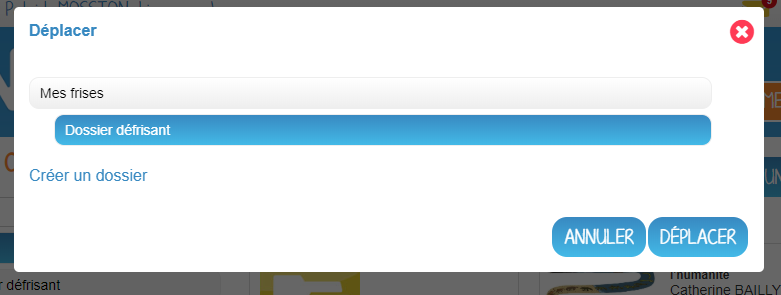 Déplacer
Mes frises
Dossier défrisant
Créer un dossier
ANNULER
DÉPLACER
r défrisant
l'humanité
Catherine BAILLY